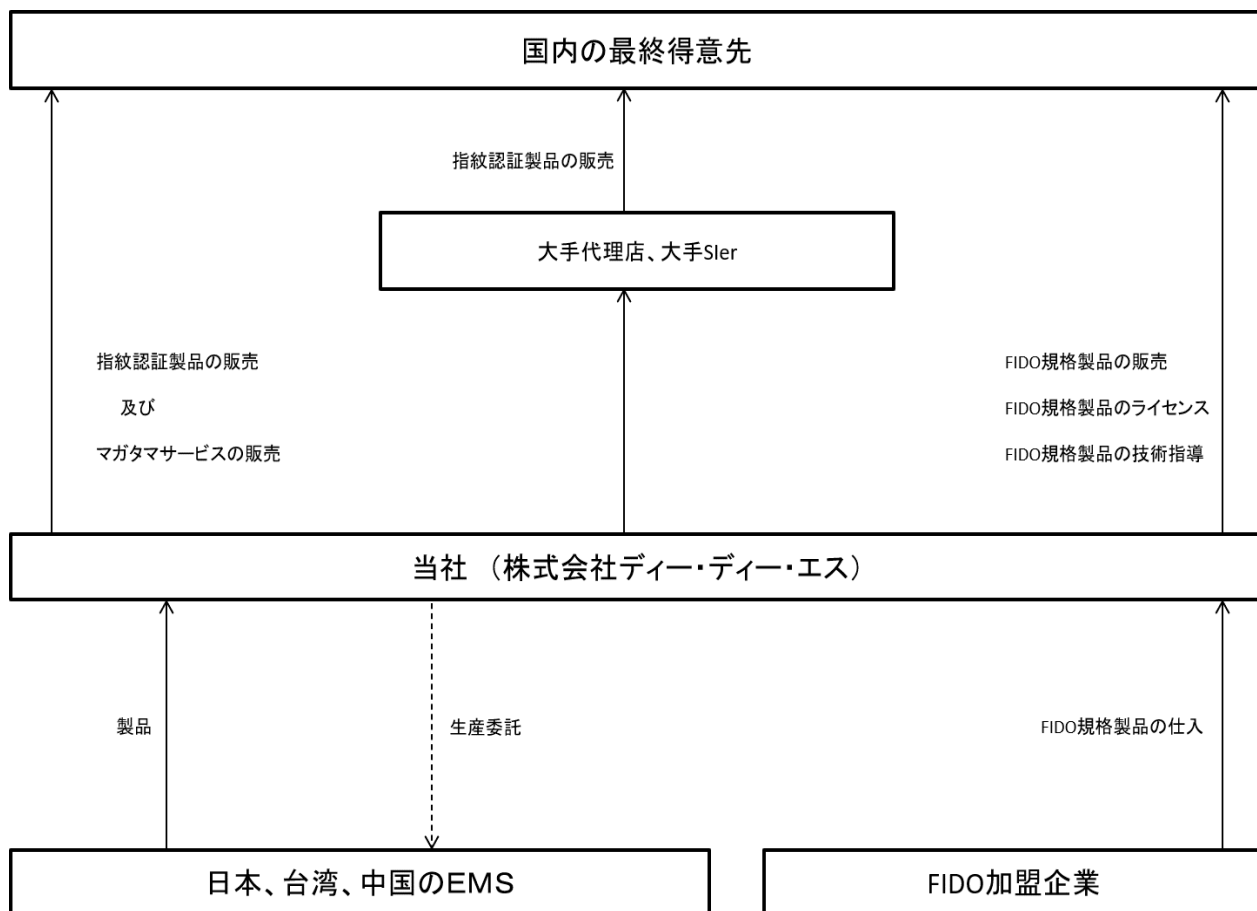 国内の最終得意先
指紋認証製品の販売
大手代理店、大手SIer
指紋認証製品の販売
及び
マガタマサービスの販売
FIDO規格製品の販売
FIDO規格製品のライセンス
FIDO規格製品の技術指導
当社 （株式会社ディー・ディー・エス）
製品
生産委託
FIDO規格製品の仕入
日本、台湾、中国のEMS
FIDO加盟企業